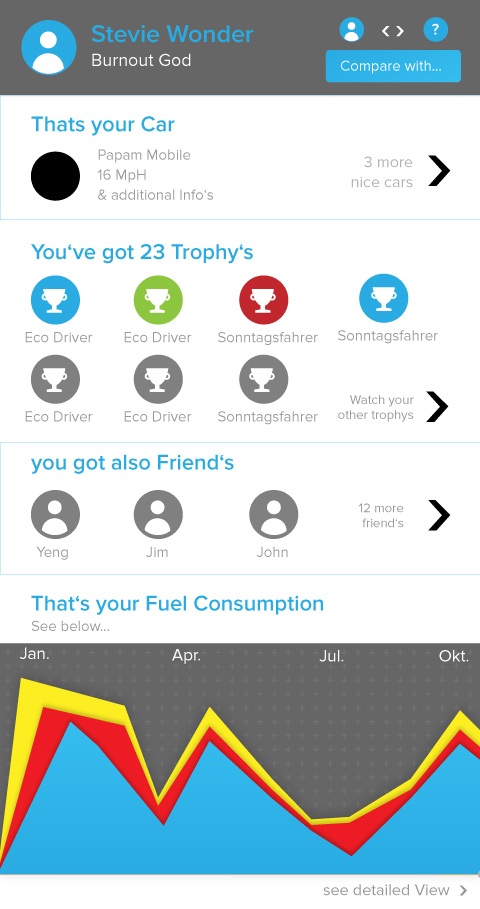 Stevie Wonder
Burnout God
?
Compare with...
Thats your Car
Papam Mobile
16 MpH
& additional Info‘s
3 more
nice cars
You‘ve got 23 Trophy‘s
Eco Driver
Eco Driver
Sonntagsfahrer
Sonntagsfahrer
Eco Driver
Eco Driver
Sonntagsfahrer
Watch your
other trophys
you got also Friend‘s
Yeng
Jim
John
12 more
friend‘s
That‘s your Fuel Consumption
See below...
Jan.
Apr.
Jul.
Okt.
see detailed View